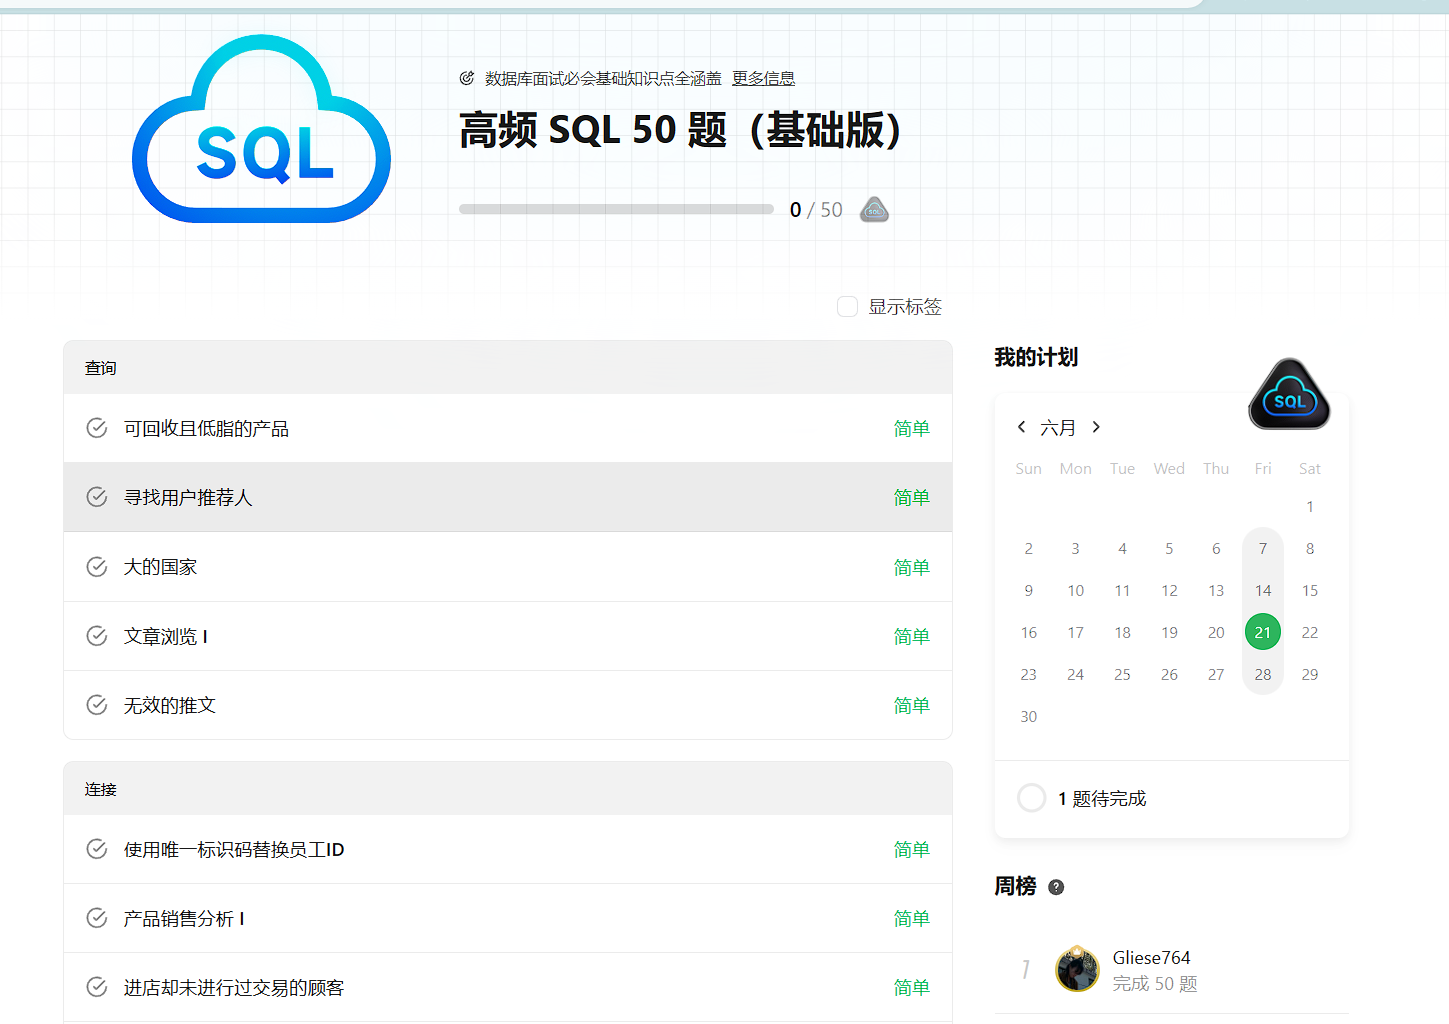 SQL
数据库面试必会基础知识点全涵盖 更多信息
高频 SQL 50 题（基础版）
0 / 50 SQL
显示标签
查询
可回收且低脂的产品 简单
寻找用户推荐人 简单
大的国家 简单
文章浏览 I 简单
无效的推文 简单
连接
使用唯一标识码替换员工ID 简单
产品销售分析 I 简单
进店却未进行过交易的顾客 简单
我的计划
SQL
六月
Sun Mon Tue Wed Thu Fri Sat
1
2 3 4 5 6 7 8
9 10 11 12 13 14 15
16 17 18 19 20 21 22
23 24 25 26 27 28 29
30
1 题待完成
周榜 ?
1 Gliese764
完成 50 题